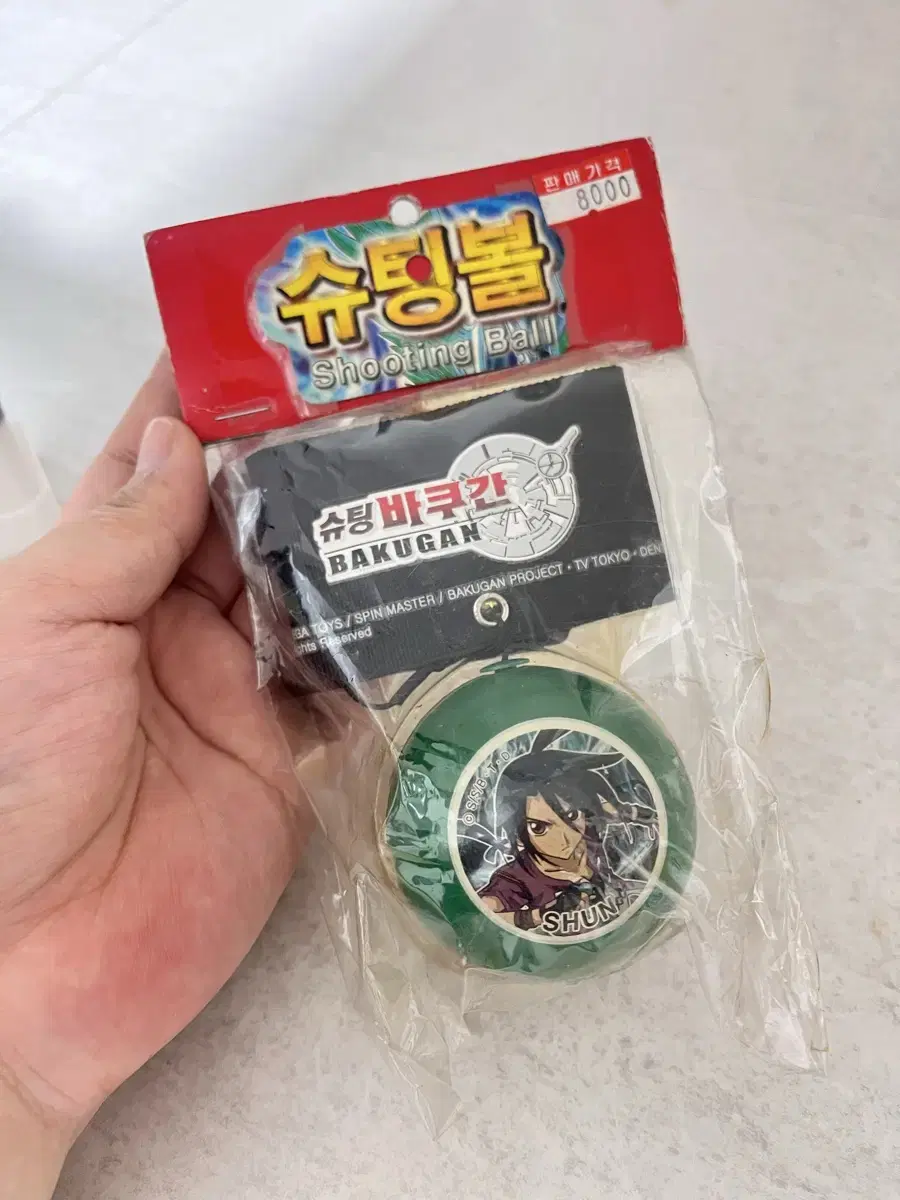 판매가격
8000
슈팅볼
Shooting Ball
슈팅 바쿠간
BAKUGAN
GA TOYS / SPIN MASTER / BAKUGAN PROJECT · TV TOKYO · DEN
ghts Reserved
© S/S/B·T·D
SHUN